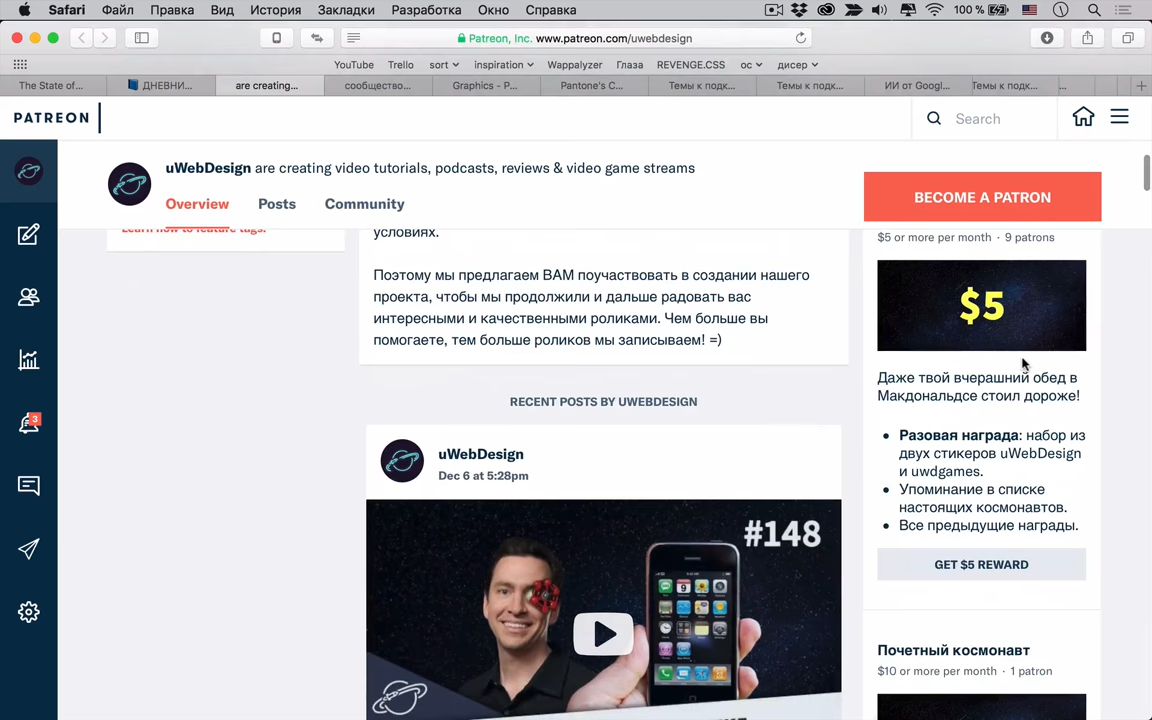 Safari Файл Правка Вид История Закладки Разработка Окно Справка 100 %
Patreon, Inc. www.patreon.com/uwebdesign
YouTube Trello sort inspiration Wappalyzer Глаза REVENGE.CSS ос дисер
The State of... ДНЕВНИ... are creating... сообщество... Graphics - P... Pantone's C... Темы к подк... Темы к подк... ИИ от Googl... Темы к подк... ...
PATREON Search
uWebDesign are creating video tutorials, podcasts, reviews & video game streams
Overview Posts Community
BECOME A PATRON
Learn how to feature tags.
условиях.
Поэтому мы предлагаем ВАМ поучаствовать в создании нашего
проекта, чтобы мы продолжили и дальше радовать вас
интересными и качественными роликами. Чем больше вы
помогаете, тем больше роликов мы записываем! =)
RECENT POSTS BY UWEBDESIGN
uWebDesign
Dec 6 at 5:28pm
#148
$5 or more per month · 9 patrons
$5
Даже твой вчерашний обед в
Макдональдсе стоил дороже!
Разовая награда: набор из
двух стикеров uWebDesign
и uwdgames.
Упоминание в списке
настоящих космонавтов.
Все предыдущие награды.
GET $5 REWARD
Почетный космонавт
$10 or more per month · 1 patron
3